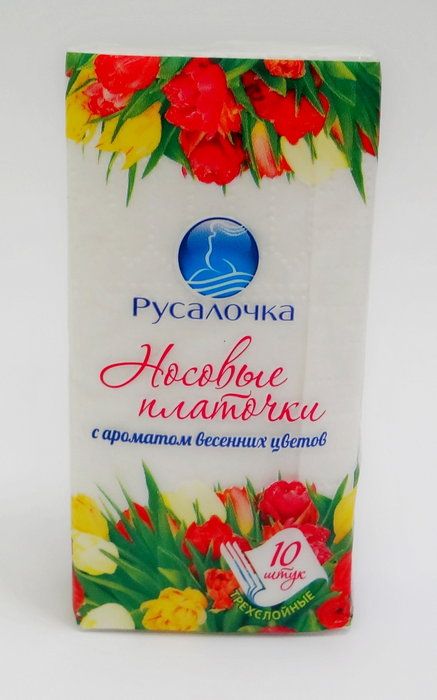 Русалочка
Носовые
платочки
с ароматом весенних цветов
10
штук
ТРЕХСЛОЙНЫЕ